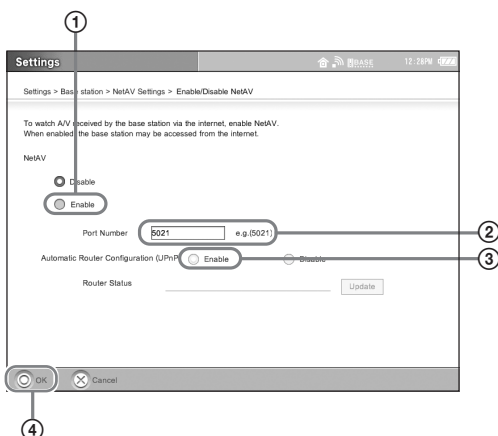 1
Settings
BASE 12:28PM
Settings > Base station > NetAV Settings > Enable/Disable NetAV
To watch A/V received by the base station via the internet, enable NetAV.
When enabled, the base station may be accessed from the internet.
NetAV
Disable
Enable
Port Number 5021 e.g.(5021)
2
Automatic Router Configuration (UPnP Enable Disable
3
Router Status Update
OK Cancel
4